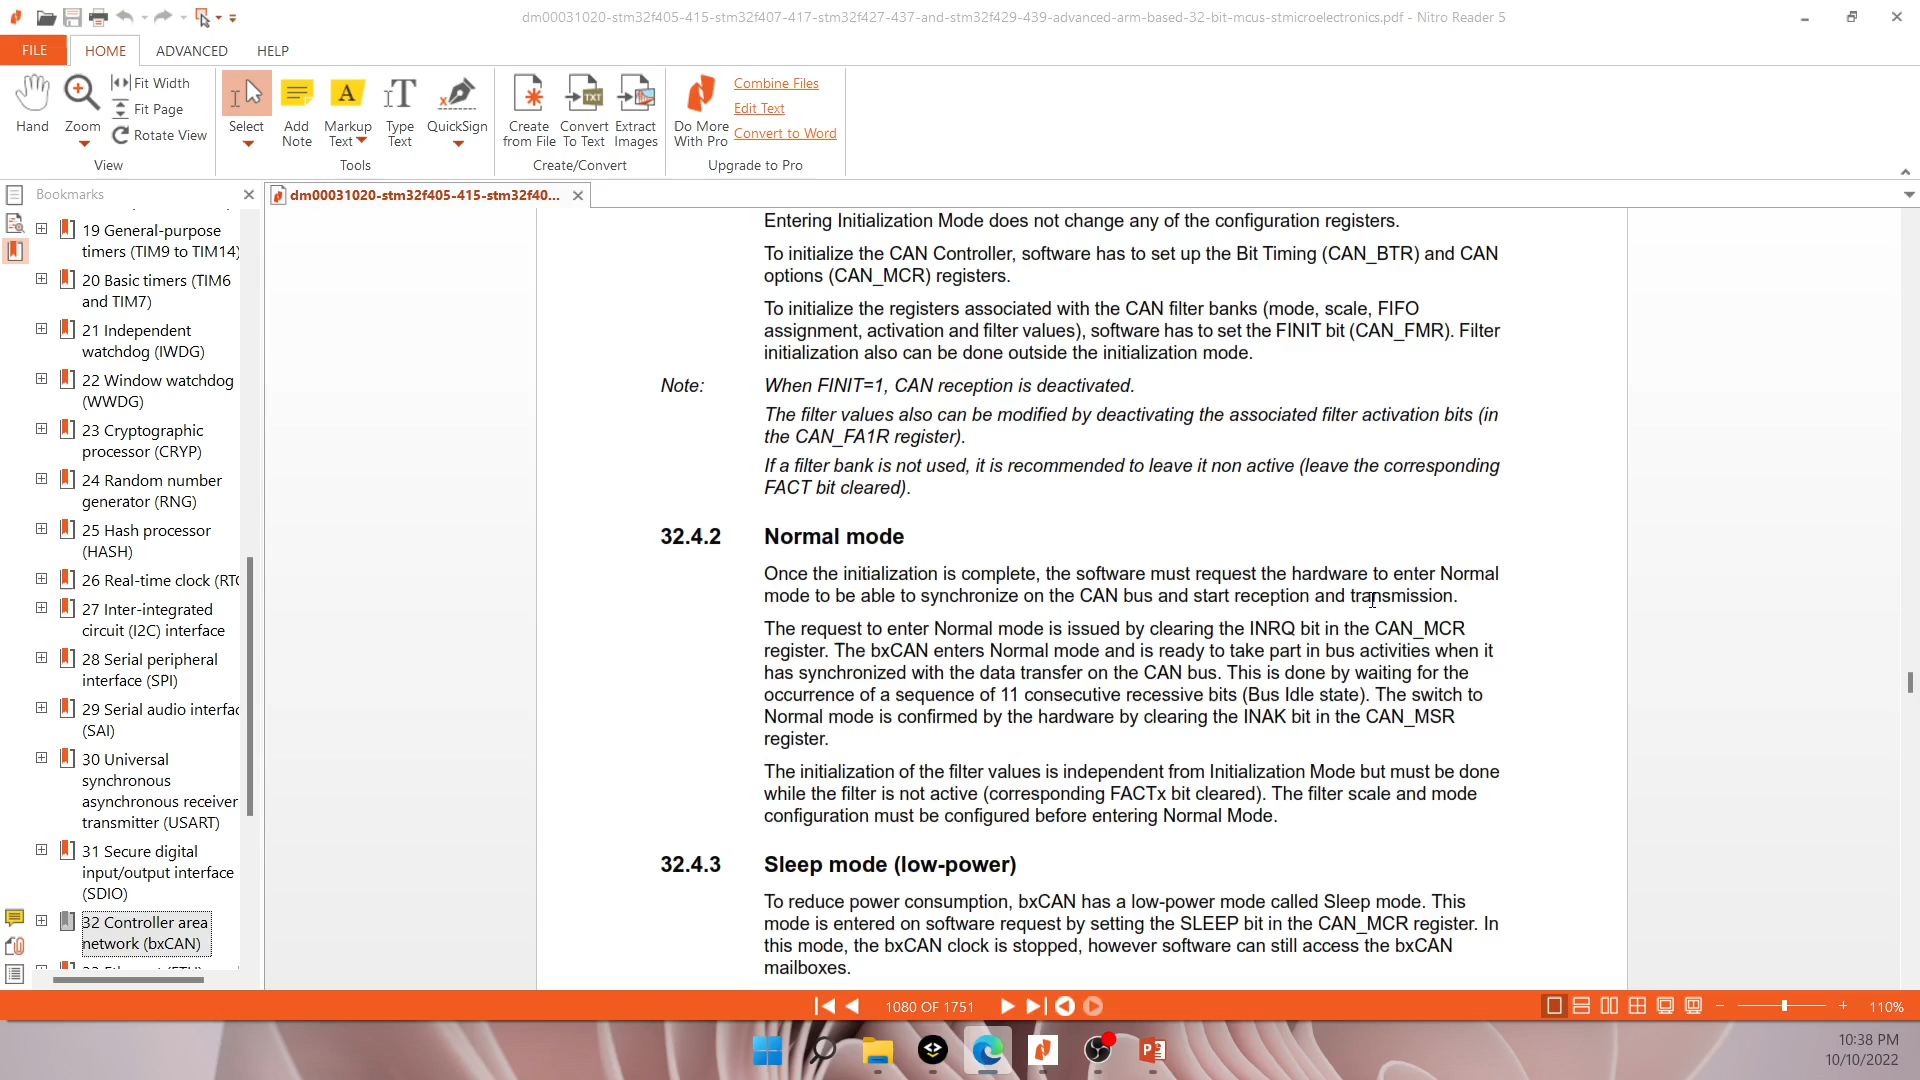 dm00031020-stm32f405-415-stm32f407-417-stm32f427-437-and-stm32f429-439-advanced-arm-based-32-bit-mcus-stmicroelectronics.pdf - Nitro Reader 5
FILE
HOME
ADVANCED
HELP
Hand
Zoom
Fit Width
Fit Page
Rotate View
View
Select
Add
Note
Markup
Text
Type
Text
QuickSign
Tools
Create
from File
Convert
To Text
Extract
Images
Create/Convert
Do More
With Pro
Combine Files
Edit Text
Convert to Word
Upgrade to Pro
Bookmarks
dm00031020-stm32f405-415-stm32f40...
19 General-purpose
timers (TIM9 to TIM14)
20 Basic timers (TIM6
and TIM7)
21 Independent
watchdog (IWDG)
22 Window watchdog
(WWDG)
23 Cryptographic
processor (CRYP)
24 Random number
generator (RNG)
25 Hash processor
(HASH)
26 Real-time clock (RTC
27 Inter-integrated
circuit (I2C) interface
28 Serial peripheral
interface (SPI)
29 Serial audio interfac
(SAI)
30 Universal
synchronous
asynchronous receiver
transmitter (USART)
31 Secure digital
input/output interface
(SDIO)
32 Controller area
network (bxCAN)
Entering Initialization Mode does not change any of the configuration registers.
To initialize the CAN Controller, software has to set up the Bit Timing (CAN_BTR) and CAN
options (CAN_MCR) registers.
To initialize the registers associated with the CAN filter banks (mode, scale, FIFO
assignment, activation and filter values), software has to set the FINIT bit (CAN_FMR). Filter
initialization also can be done outside the initialization mode.
Note: When FINIT=1, CAN reception is deactivated.
The filter values also can be modified by deactivating the associated filter activation bits (in
the CAN_FA1R register).
If a filter bank is not used, it is recommended to leave it non active (leave the corresponding
FACT bit cleared).
32.4.2 Normal mode
Once the initialization is complete, the software must request the hardware to enter Normal
mode to be able to synchronize on the CAN bus and start reception and transmission.
The request to enter Normal mode is issued by clearing the INRQ bit in the CAN_MCR
register. The bxCAN enters Normal mode and is ready to take part in bus activities when it
has synchronized with the data transfer on the CAN bus. This is done by waiting for the
occurrence of a sequence of 11 consecutive recessive bits (Bus Idle state). The switch to
Normal mode is confirmed by the hardware by clearing the INAK bit in the CAN_MSR
register.
The initialization of the filter values is independent from Initialization Mode but must be done
while the filter is not active (corresponding FACTx bit cleared). The filter scale and mode
configuration must be configured before entering Normal Mode.
32.4.3 Sleep mode (low-power)
To reduce power consumption, bxCAN has a low-power mode called Sleep mode. This
mode is entered on software request by setting the SLEEP bit in the CAN_MCR register. In
this mode, the bxCAN clock is stopped, however software can still access the bxCAN
mailboxes.
1080 OF 1751
110%
10:38 PM
10/10/2022